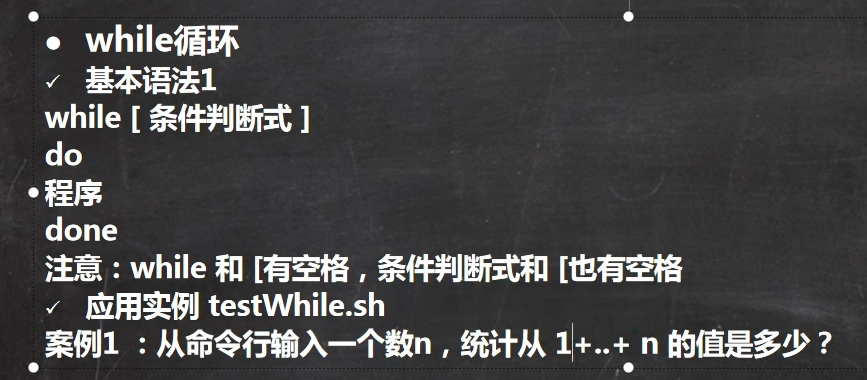 ● while循环
✓ 基本语法1
while [ 条件判断式 ]
do
程序
done
注意：while 和 [有空格，条件判断式和 [也有空格
✓ 应用实例 testWhile.sh
案例1 ：从命令行输入一个数n，统计从 1+..+ n 的值是多少？